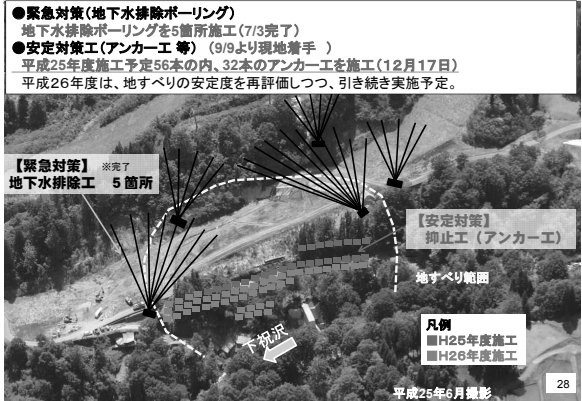 ●緊急対策(地下水排除ボーリング)
地下水排除ボーリングを5箇所施工(7/3完了)
●安定対策工(アンカー工 等) (9/9より現地着手 )
平成25年度施工予定56本の内、32本のアンカー工を施工(12月17日)
平成26年度は、地すべりの安定度を再評価しつつ、引き続き実施予定。
【緊急対策】 ※完了
地下水排除工 5箇所
【安定対策】
抑止工(アンカー工)
地すべり範囲
下祝沢
凡例
■H25年度施工
■H26年度施工
平成25年6月撮影
28